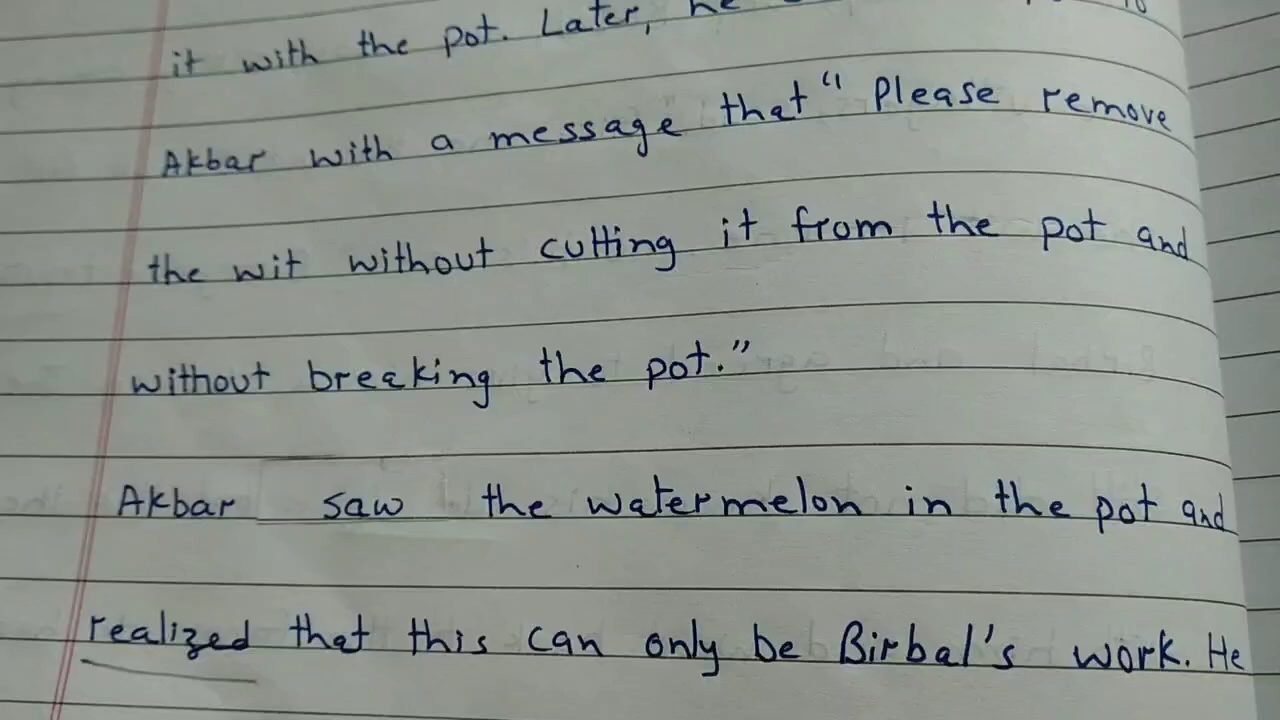 it with the pot. Later, he
Akbar with a message that “ Please remove
the wit without cutting it from the pot and
without breaking the pot.”
Akbar saw the watermelon in the pot and
realized that this can only be Birbal's work. He